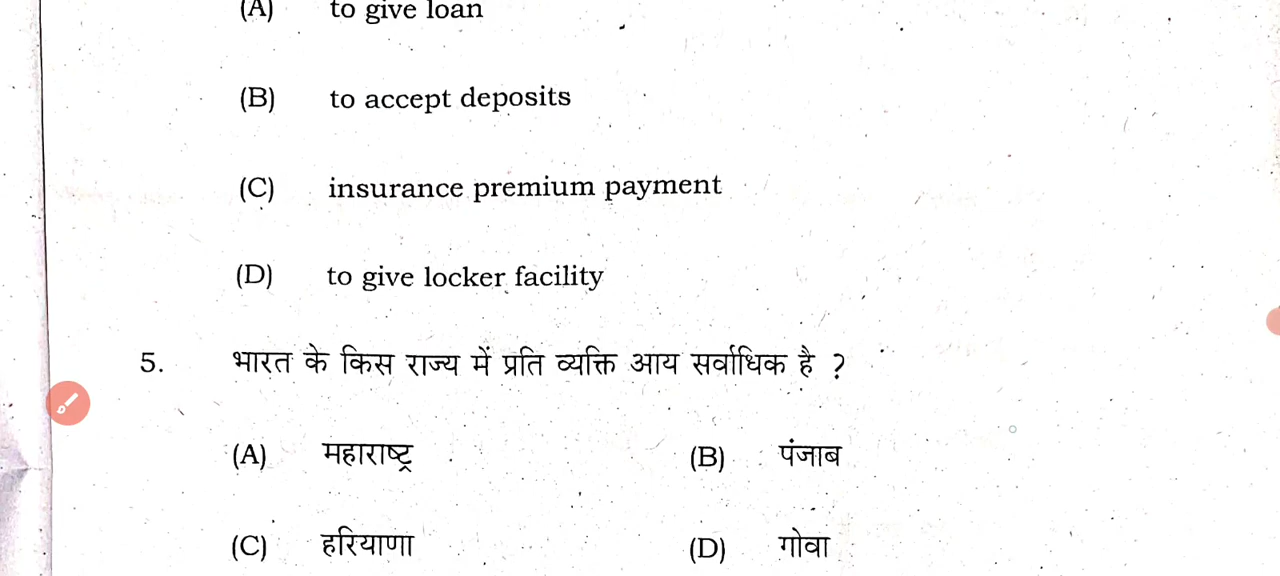 (A) to give loan
(B) to accept deposits
(C) insurance premium payment
(D) to give locker facility
5. भारत के किस राज्य में प्रति व्यक्ति आय सर्वाधिक है ?
(A) महाराष्ट्र (B) पंजाब
(C) हरियाणा (D) गोवा